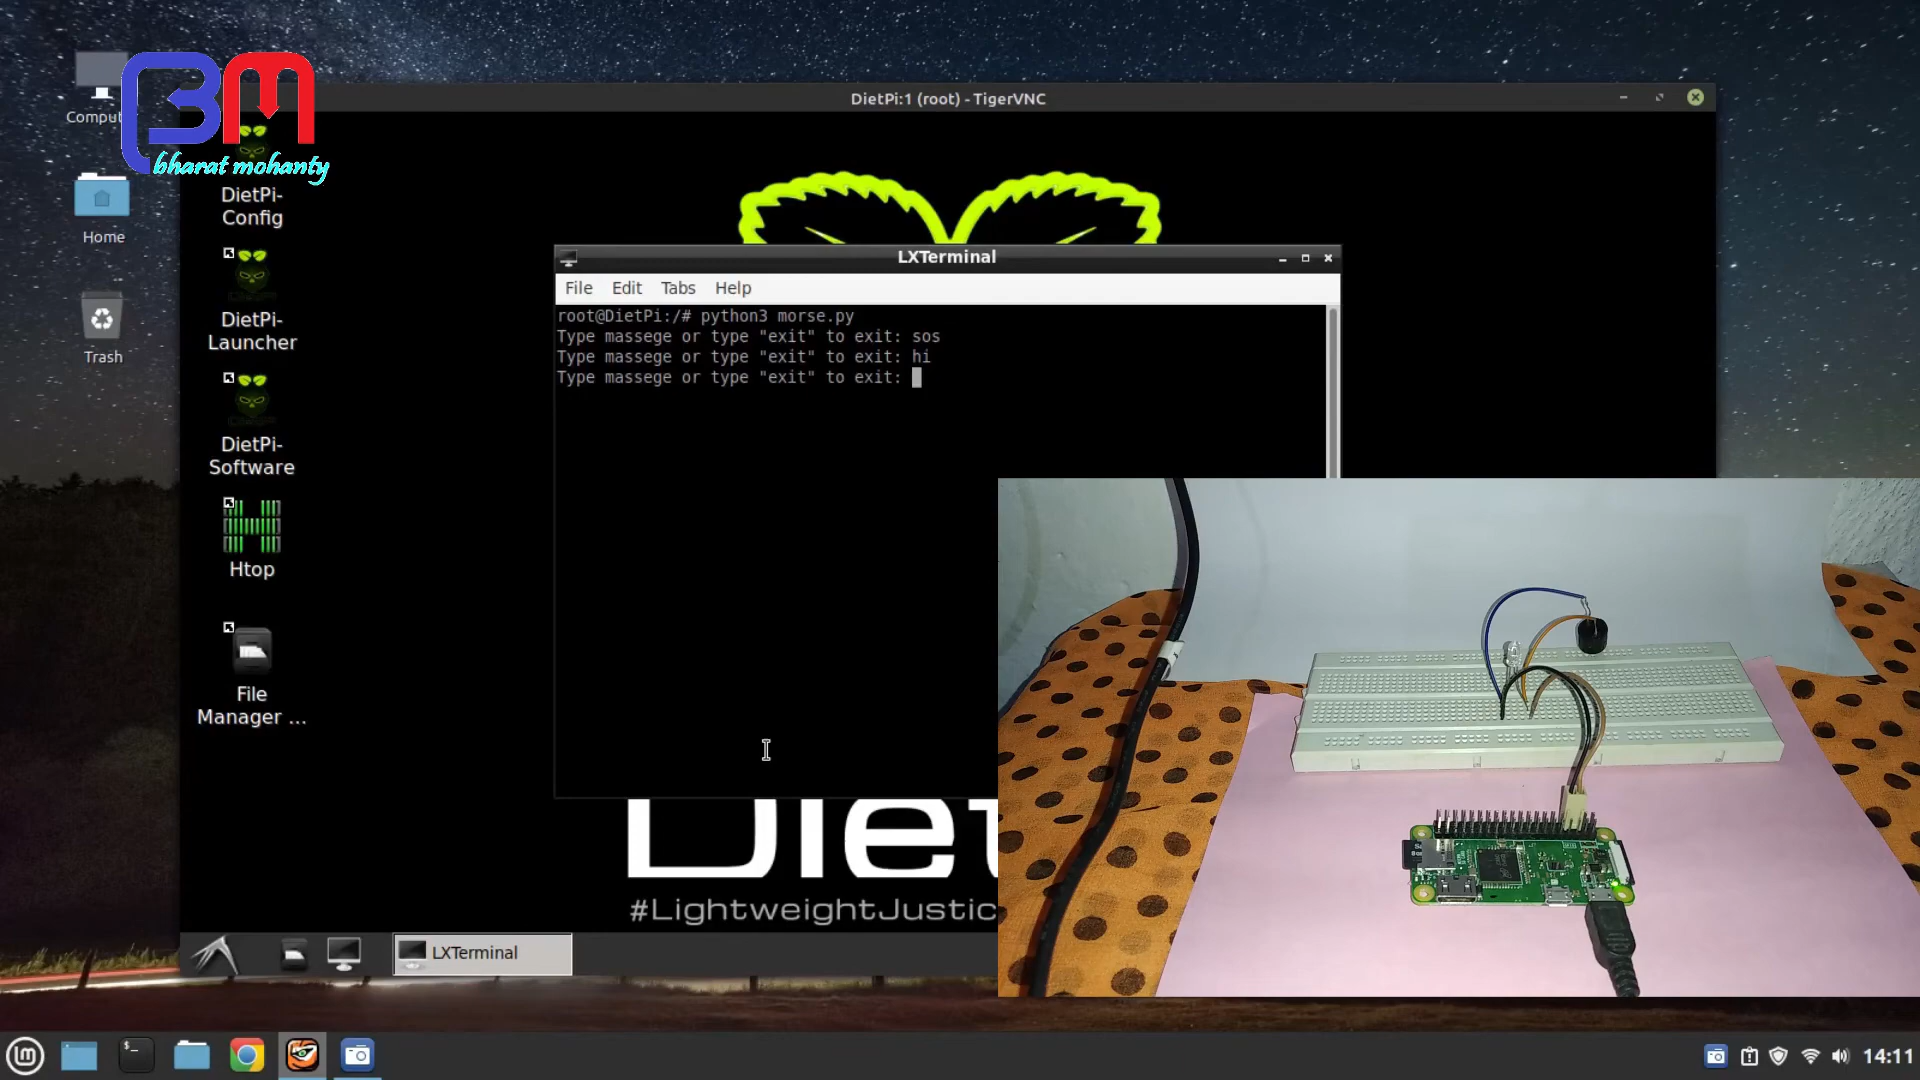 BM
bharat mohanty
Comput
Home
Trash
DietPi:1 (root) - TigerVNC
DietPi-
Config
DietPi-
Launcher
DietPi-
Software
Htop
File
Manager ...
LXTerminal
File Edit Tabs Help
root@DietPi:/# python3 morse.py
Type massege or type "exit" to exit: sos
Type massege or type "exit" to exit: hi
Type massege or type "exit" to exit:
Diet
#LightweightJustic
LXTerminal
14:11